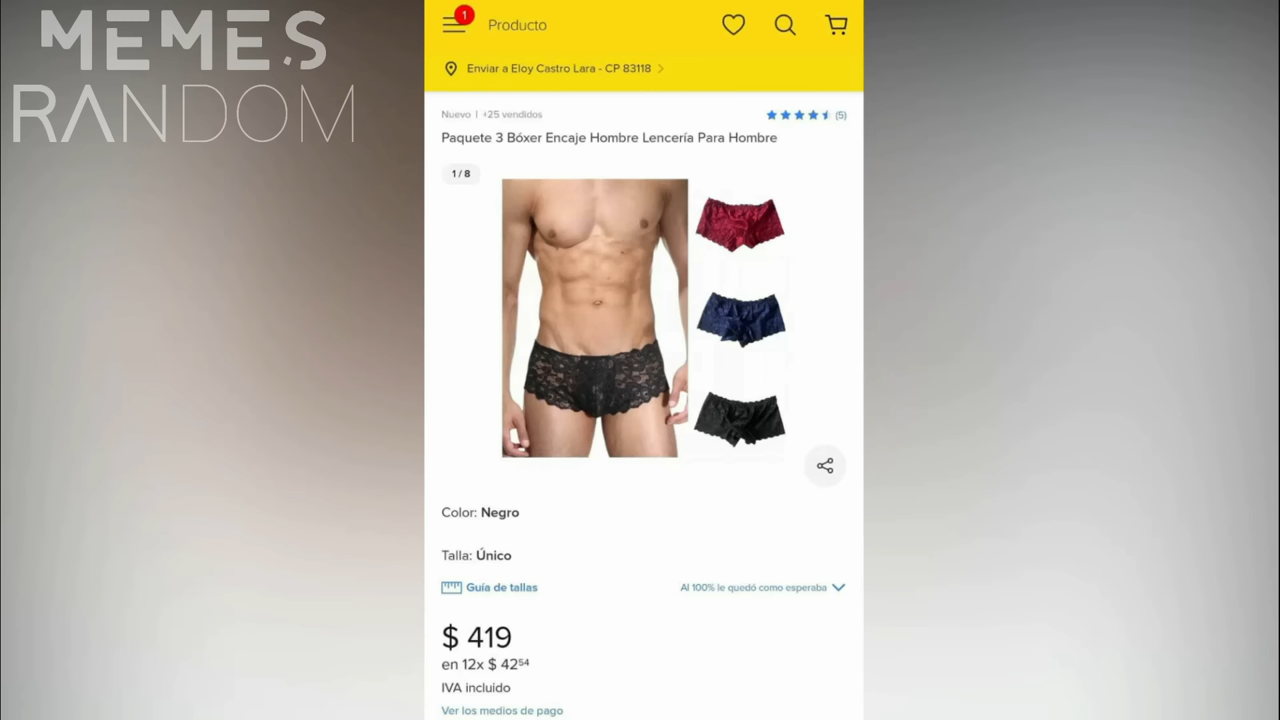 MEMES
RANDOM
1
Producto
Enviar a Eloy Castro Lara - CP 83118
Nuevo | +25 vendidos
(5)
Paquete 3 Bóxer Encaje Hombre Lencería Para Hombre
1 / 8
Color: Negro
Talla: Único
Guía de tallas
Al 100% le quedó como esperaba
$ 419
en 12x $ 42⁵⁴
IVA incluido
Ver los medios de pago